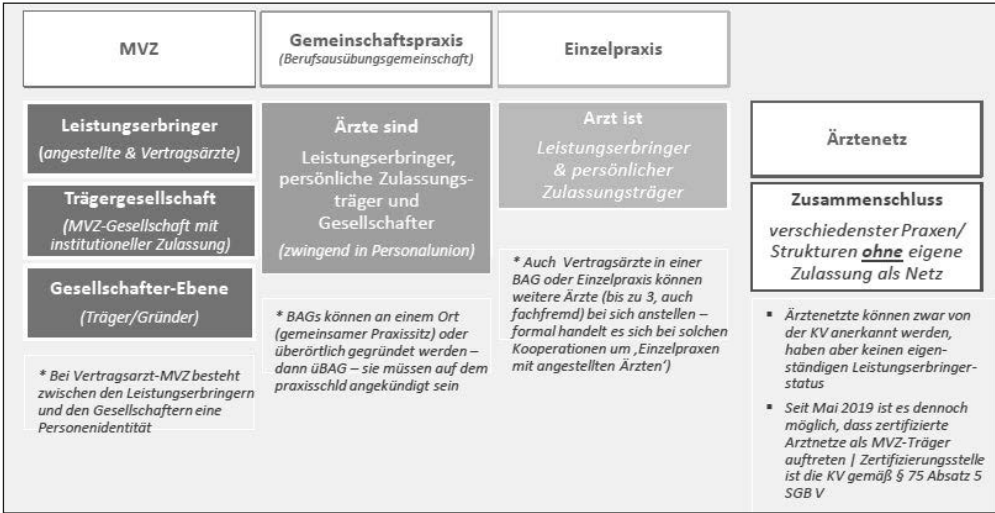 MVZ
Leistungserbringer
(angestellte & Vertragsärzte)
Trägergesellschaft
(MVZ-Gesellschaft mit
institutioneller Zulassung)
Gesellschafter-Ebene
(Träger/Gründer)
* Bei Vertragsarzt-MVZ besteht
zwischen den Leistungserbringern
und den Gesellschaftern eine
Personenidentität
Gemeinschaftspraxis
(Berufsausübungsgemeinschaft)
Ärzte sind
Leistungserbringer,
persönliche Zulassungs-
träger und
Gesellschafter
(zwingend in Personalunion)
* BAGs können an einem Ort
(gemeinsamer Praxissitz) oder
überörtlich gegründet werden –
dann üBAG – sie müssen auf dem
praxisschld angekündigt sein
Einzelpraxis
Arzt ist
Leistungserbringer
& persönlicher
Zulassungsträger
* Auch Vertragsärzte in einer
BAG oder Einzelpraxis können
weitere Ärzte (bis zu 3, auch
fachfremd) bei sich anstellen –
formal handelt es sich bei solchen
Kooperationen um ‚Einzelpraxen
mit angestellten Ärzten‘)
Ärztenetz
Zusammenschluss
verschiedenster Praxen/
Strukturen ohne eigene
Zulassung als Netz
▪ Ärztenetzte können zwar von
der KV anerkannt werden,
haben aber keinen eigen-
ständigen Leistungserbringer-
status
▪ Seit Mai 2019 ist es dennoch
möglich, dass zertifizierte
Arztnetze als MVZ-Träger
auftreten | Zertifizierungsstelle
ist die KV gemäß § 75 Absatz 5
SGB V